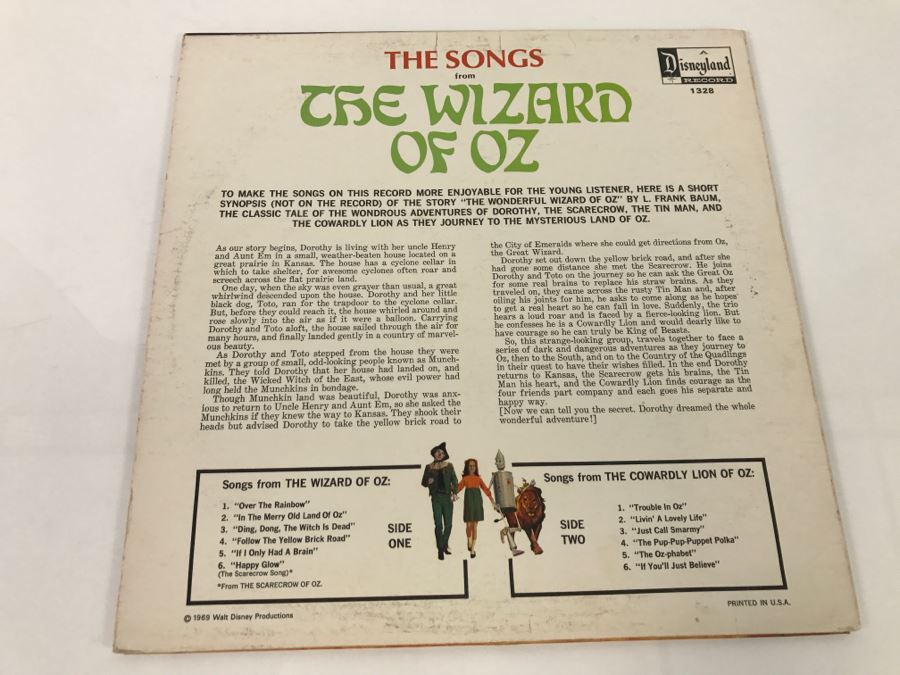 THE SONGS
from
THE WIZARD
OF OZ
Disneyland
RECORD
1328
TO MAKE THE SONGS ON THIS RECORD MORE ENJOYABLE FOR THE YOUNG LISTENER, HERE IS A SHORT
SYNOPSIS (NOT ON THE RECORD) OF THE STORY "THE WONDERFUL WIZARD OF OZ" BY L. FRANK BAUM,
THE CLASSIC TALE OF THE WONDROUS ADVENTURES OF DOROTHY, THE SCARECROW, THE TIN MAN, AND
THE COWARDLY LION AS THEY JOURNEY TO THE MYSTERIOUS LAND OF OZ.
As our story begins, Dorothy is living with her uncle Henry
and Aunt Em in a small, weather-beaten house located on a
great prairie in Kansas. The house has a cyclone cellar in
which to take shelter, for awesome cyclones often roar and
screech across the flat prairie land.
One day, when the sky was even grayer than usual, a great
whirlwind descended upon the house. Dorothy and her little
black dog, Toto, ran for the trapdoor to the cyclone cellar.
But, before they could reach it, the house whirled around and
rose slowly into the air as if it were a balloon. Carrying
Dorothy and Toto aloft, the house sailed through the air for
many hours, and finally landed gently in a country of marvel-
ous beauty.
As Dorothy and Toto stepped from the house they were
met by a group of small, odd-looking people known as Munch-
kins. They told Dorothy that her house had landed on, and
killed, the Wicked Witch of the East, whose evil power had
long held the Munchkins in bondage.
Though Munchkin land was beautiful, Dorothy was anx-
ious to return to Uncle Henry and Aunt Em, so she asked the
Munchkins if they knew the way to Kansas. They shook their
heads but advised Dorothy to take the yellow brick road to
the City of Emeralds where she could get directions from Oz,
the Great Wizard.
Dorothy set out down the yellow brick road, and after she
had gone some distance she met the Scarecrow. He joins
Dorothy and Toto on the journey so he can ask the Great Oz
for some real brains to replace his straw brains. As they
traveled on, they came across the rusty Tin Man and, after
oiling his joints for him, he asks to come along as he hopes
to get a real heart so he can fall in love. Suddenly, the trio
hears a loud roar and is faced by a fierce-looking lion. But
he confesses he is a Cowardly Lion and would dearly like to
have courage so he can truly be King of Beasts.
So, this strange-looking group, travels together to face a
series of dark and dangerous adventures as they journey to
Oz, then to the South, and on to the Country of the Quadlings
in their quest to have their wishes filled. In the end Dorothy
returns to Kansas, the Scarecrow gets his brains, the Tin
Man his heart, and the Cowardly Lion finds courage as the
four friends part company and each goes his separate and
happy way.
[Now we can tell you the secret. Dorothy dreamed the whole
wonderful adventure!]
Songs from THE WIZARD OF OZ:
1. "Over The Rainbow"
2. "In The Merry Old Land Of Oz"
3. "Ding, Dong, The Witch Is Dead"
4. "Follow The Yellow Brick Road"
5. "If I Only Had A Brain"
6. "Happy Glow"
(The Scarecrow Song)*
*From THE SCARECROW OF OZ.
SIDE
ONE
Songs from THE COWARDLY LION OF OZ:
SIDE
TWO
1. "Trouble In Oz"
2. "Livin' A Lovely Life"
3. "Just Call Smarmy"
4. "The Pup-Pup-Puppet Polka"
5. "The Oz-phabet"
6. "If You'll Just Believe"
© 1969 Walt Disney Productions
PRINTED IN U.S.A.